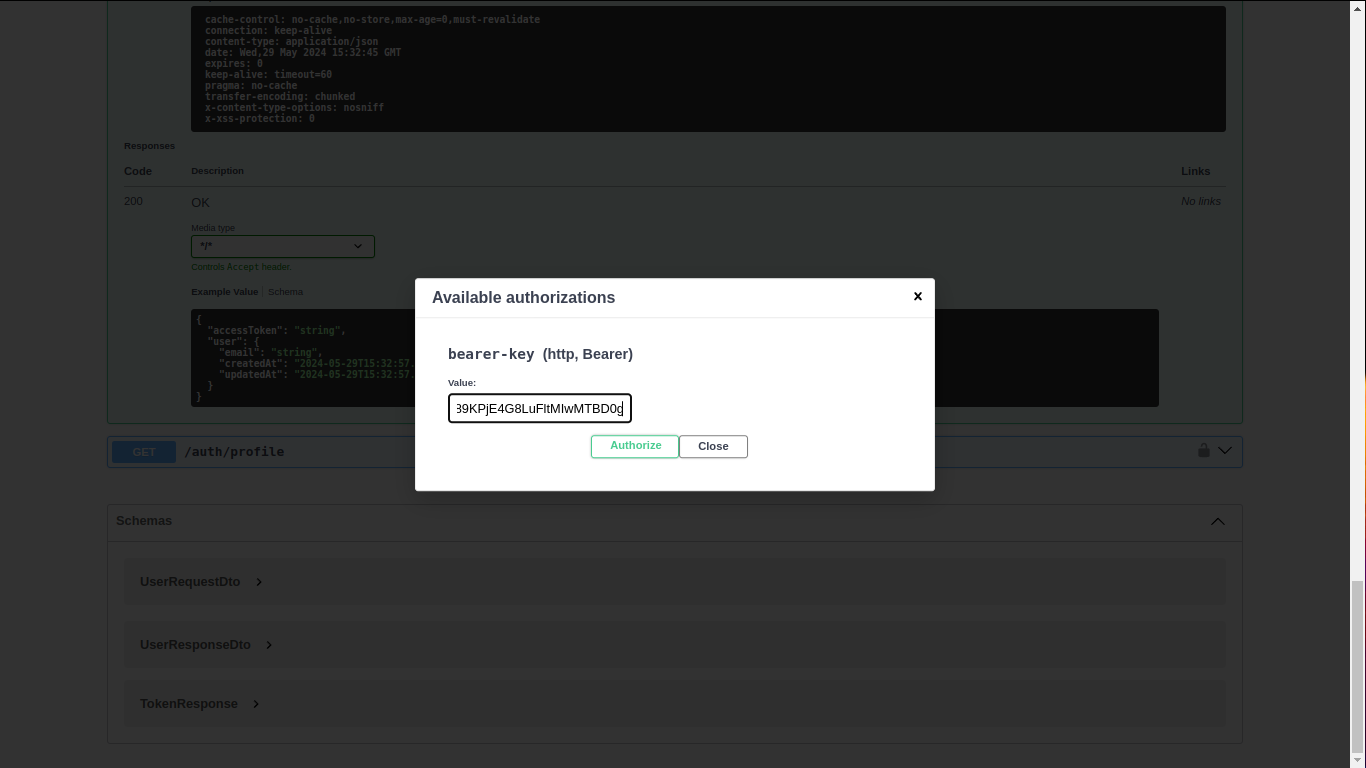 cache-control: no-cache,no-store,max-age=0,must-revalidate
connection: keep-alive
content-type: application/json
date: Wed,29 May 2024 15:32:45 GMT
expires: 0
keep-alive: timeout=60
pragma: no-cache
transfer-encoding: chunked
x-content-type-options: nosniff
x-xss-protection: 0
Responses
Code Description Links
200 OK No links
Media type
*/*
Controls Accept header.
Example Value | Schema
{
"accessToken": "string",
"user": {
"email": "string",
"createdAt": "2024-05-29T15:32:57.
"updatedAt": "2024-05-29T15:32:57.
}
}
Available authorizations ×
bearer-key (http, Bearer)
Value:
39KPjE4G8LuFltMIwMTBD0g
Authorize Close
GET /auth/profile
Schemas
UserRequestDto
UserResponseDto
TokenResponse